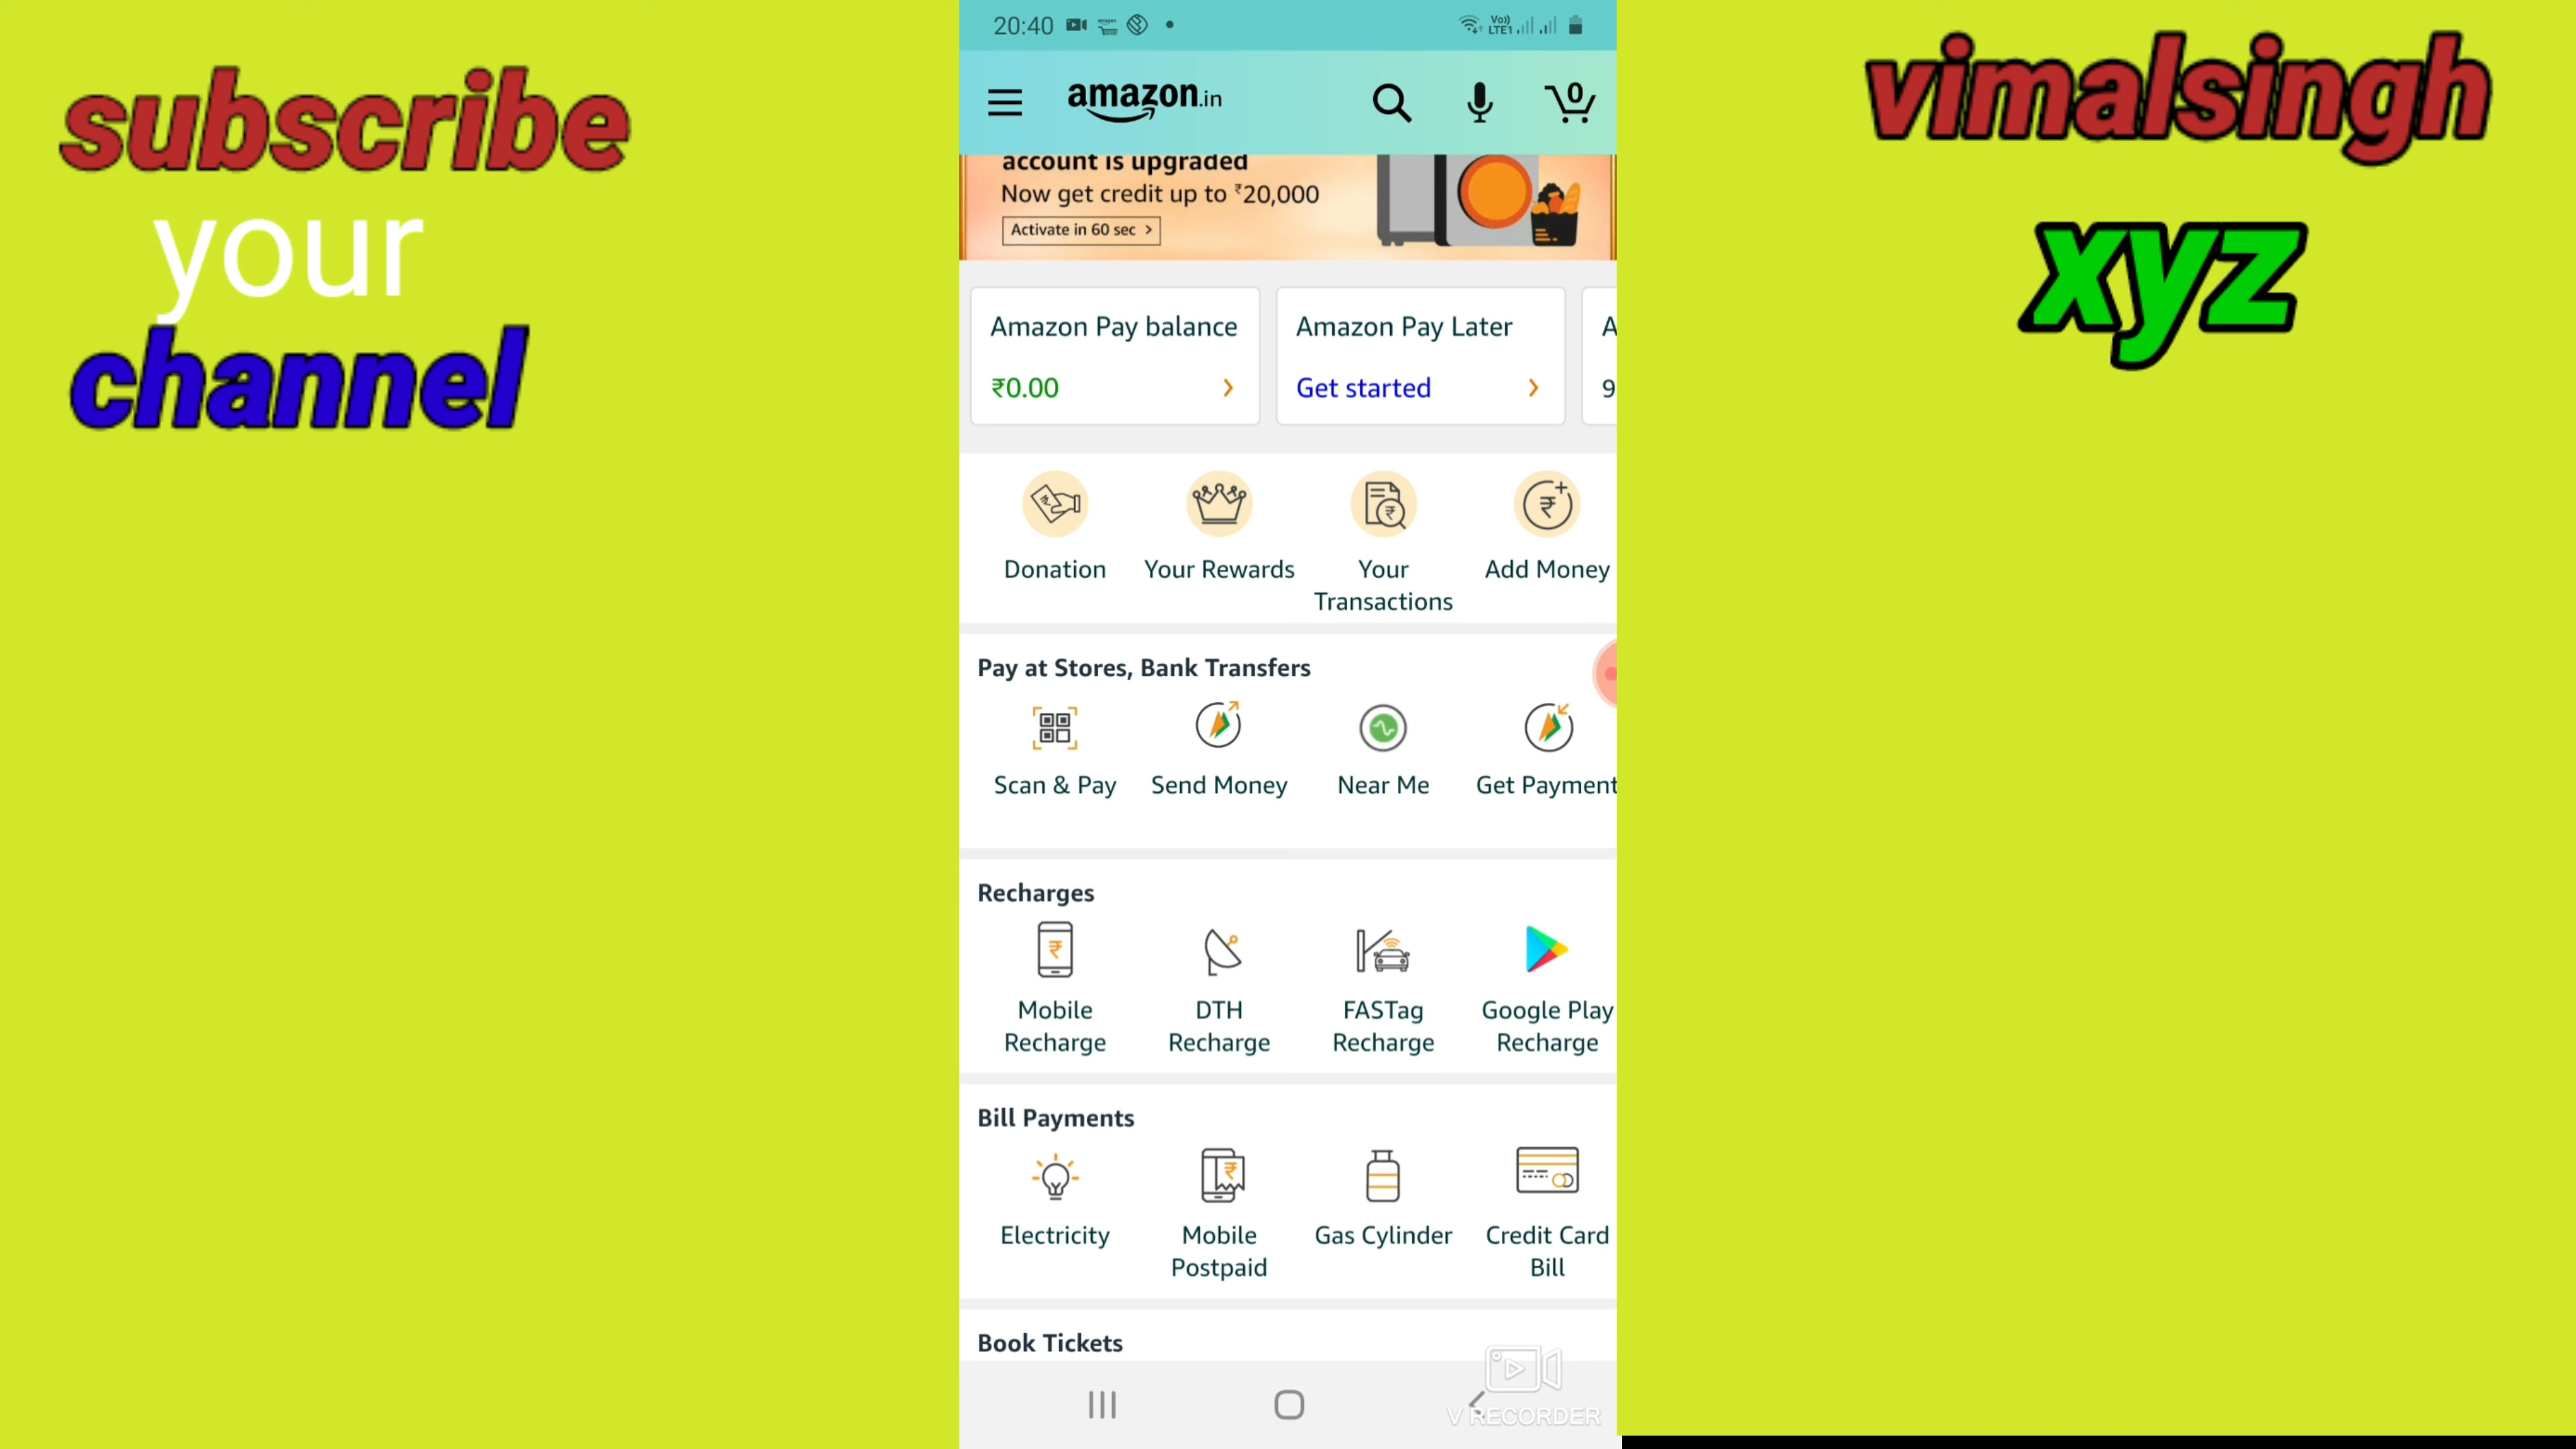 subscribe
your
channel
vimalsingh
xyz
20:40
Vo)
LTE1
amazon.in
0
account is upgraded
Now get credit up to ₹20,000
Activate in 60 sec >
Amazon Pay balance
₹0.00
Amazon Pay Later
Get started
A
9
Donation
Your Rewards
Your
Transactions
Add Money
Pay at Stores, Bank Transfers
Scan & Pay
Send Money
Near Me
Get Payment
Recharges
Mobile
Recharge
DTH
Recharge
FASTag
Recharge
Google Play
Recharge
Bill Payments
Electricity
Mobile
Postpaid
Gas Cylinder
Credit Card
Bill
Book Tickets
V RECORDER